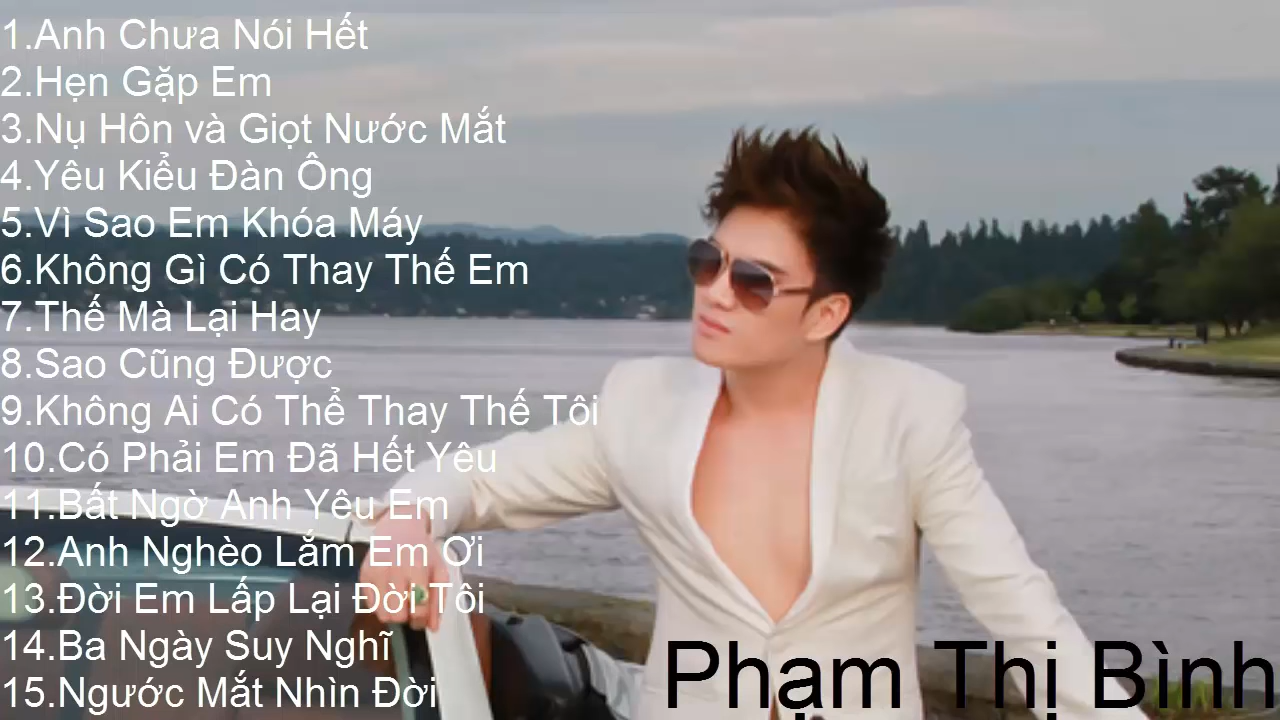 1.Anh Chưa Nói Hết
2.Hẹn Gặp Em
3.Nụ Hôn và Giọt Nước Mắt
4.Yêu Kiểu Đàn Ông
5.Vì Sao Em Khóa Máy
6.Không Gì Có Thay Thế Em
7.Thế Mà Lại Hay
8.Sao Cũng Được
9.Không Ai Có Thể Thay Thế Tôi
10.Có Phải Em Đã Hết Yêu
11.Bất Ngờ Anh Yêu Em
12.Anh Nghèo Lắm Em Ơi
13.Đời Em Lấp Lại Đời Tôi
14.Ba Ngày Suy Nghĩ
15.Ngước Mắt Nhìn Đời
Phạm Thị Bình